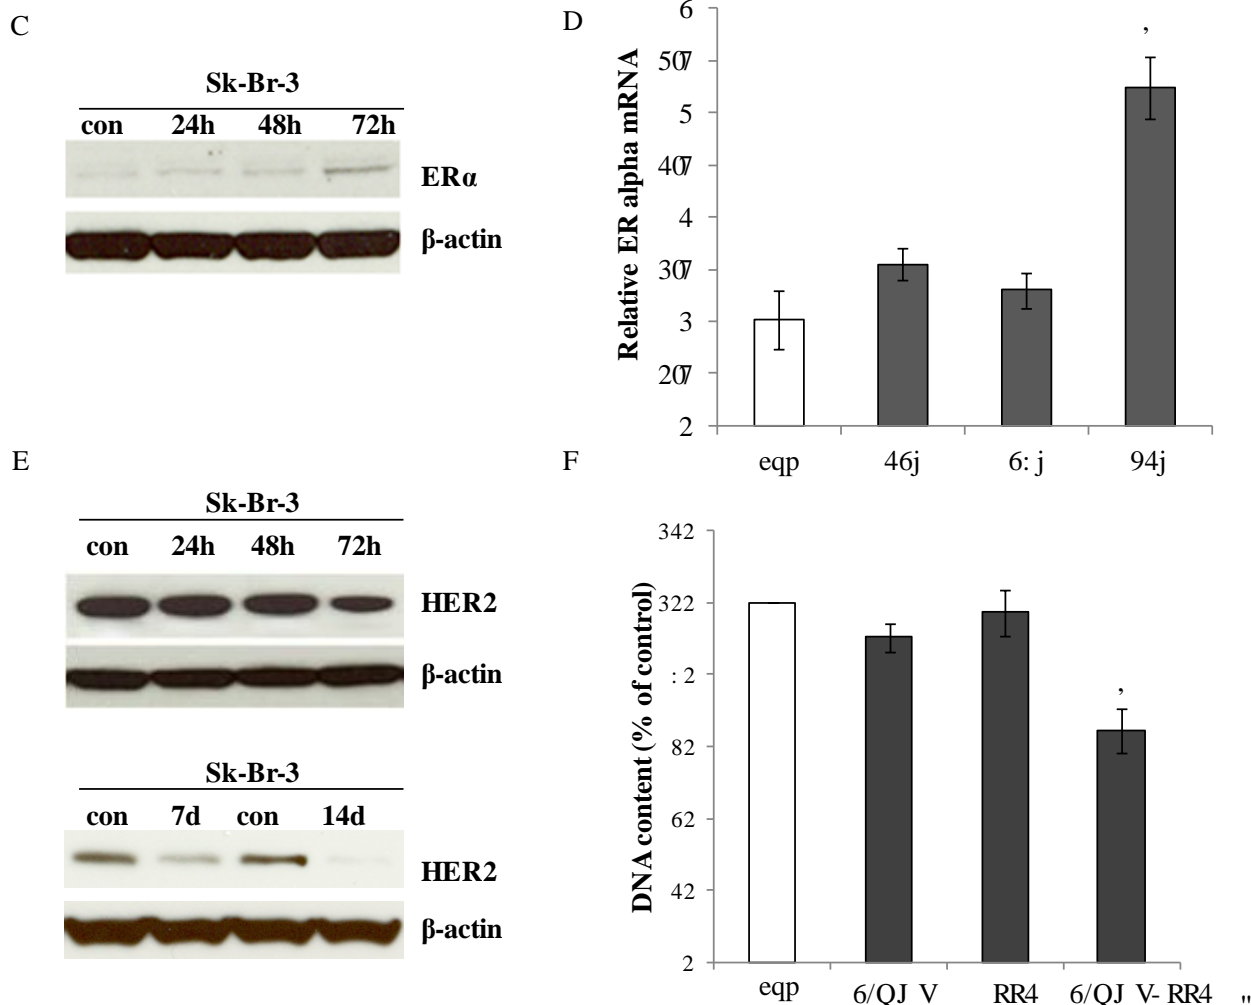 C
Sk-Br-3
con 24h 48h 72h
ERα
β-actin
D
Relative ER alpha mRNA
6
507
5
407
4
307
3
207
2
,
eqp 46j 6: j 94j
E
Sk-Br-3
con 24h 48h 72h
HER2
β-actin
Sk-Br-3
con 7d con 14d
HER2
β-actin
F
DNA content (% of control)
342
322
: 2
82
62
42
2
,
eqp 6/QJ V RR4 6/QJ V- RR4 "